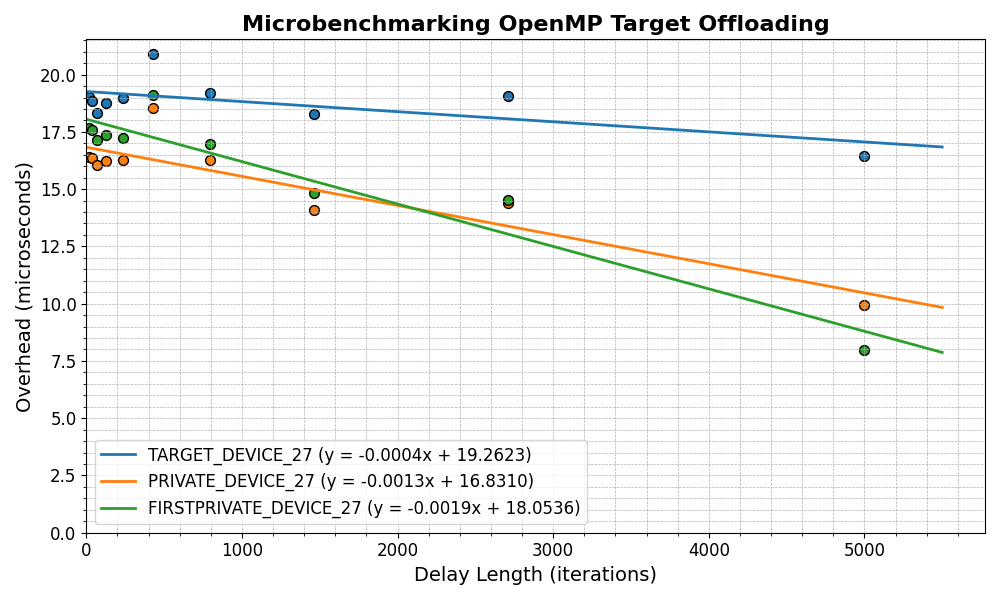 Microbenchmarking OpenMP Target Offloading
Overhead (microseconds)
20.0
17.5
15.0
12.5
10.0
7.5
5.0
2.5
0.0
TARGET_DEVICE_27 (y = -0.0004x + 19.2623)
PRIVATE_DEVICE_27 (y = -0.0013x + 16.8310)
FIRSTPRIVATE_DEVICE_27 (y = -0.0019x + 18.0536)
0 1000 2000 3000 4000 5000
Delay Length (iterations)